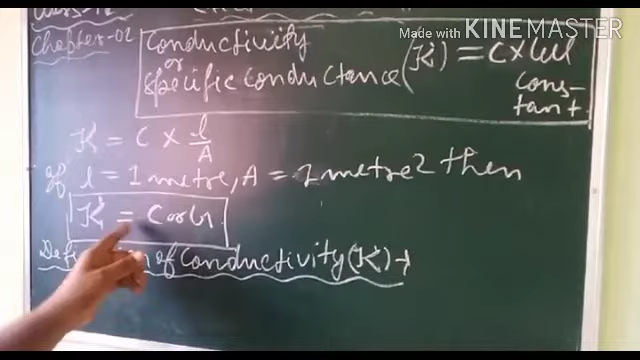 Made with KINEMASTER
Class-12
Chapter-02
Conductivity
or
Specific Conductance (K) = C × Cell
Cons-
tant
K = C × l/A
If l = 1 metre, A = 1 metre2 then
K = C or G
Definition of Conductivity (K) →